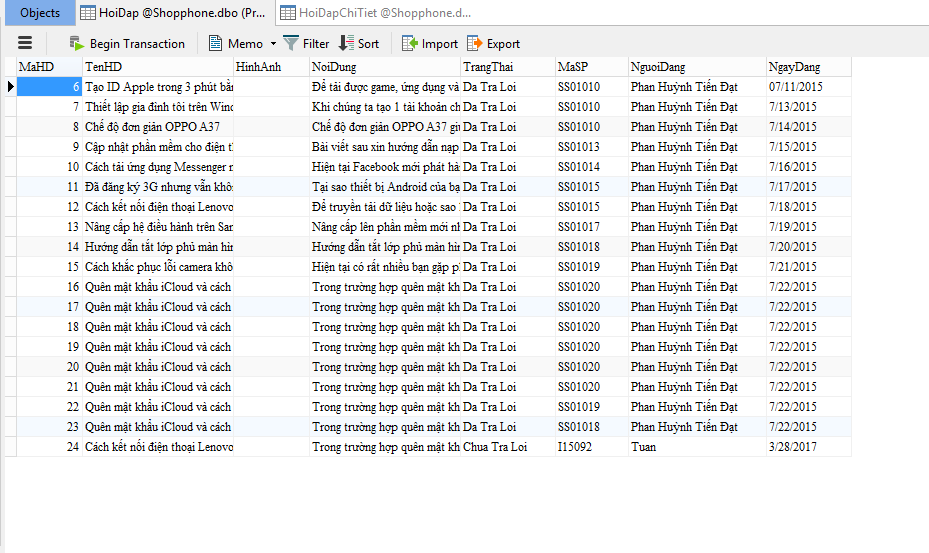 Objects HoiDap @Shopphone.dbo (Pr... HoiDapChiTiet @Shopphone.d...
Begin Transaction Memo Filter Sort Import Export
MaHD TenHD HinhAnh NoiDung TrangThai MaSP NguoiDang NgayDang
6 Tạo ID Apple trong 3 phút bằn Để tải được game, ứng dụng và Da Tra Loi SS01010 Phan Huỳnh Tiến Đạt 07/11/2015
7 Thiết lập gia đình tôi trên Wind Khi chúng ta tạo 1 tài khoản ch Da Tra Loi SS01010 Phan Huỳnh Tiến Đạt 7/13/2015
8 Chế độ đơn giản OPPO A37 Chế độ đơn giản OPPO A37 giú Da Tra Loi SS01010 Phan Huỳnh Tiến Đạt 7/14/2015
9 Cập nhật phần mềm cho điện th Bài viết sau xin hướng dẫn nạp Da Tra Loi SS01013 Phan Huỳnh Tiến Đạt 7/15/2015
10 Cách tải ứng dụng Messenger n Hiện tại Facebook mới phát hàn Da Tra Loi SS01014 Phan Huỳnh Tiến Đạt 7/16/2015
11 Đã đăng ký 3G nhưng vẫn khôn Tại sao thiết bị Android của bạ Da Tra Loi SS01015 Phan Huỳnh Tiến Đạt 7/17/2015
12 Cách kết nối điện thoại Lenovo Để truyền tải dữ liệu hoặc sao Da Tra Loi SS01015 Phan Huỳnh Tiến Đạt 7/18/2015
13 Nâng cấp hệ điều hành trên Sam Nâng cấp lên phần mềm mới nh Da Tra Loi SS01017 Phan Huỳnh Tiến Đạt 7/19/2015
14 Hướng dẫn tắt lớp phủ màn hìn Hướng dẫn tắt lớp phủ màn hìn Da Tra Loi SS01018 Phan Huỳnh Tiến Đạt 7/20/2015
15 Cách khắc phục lỗi camera khô Hiện tại có rất nhiều bạn gặp ph Da Tra Loi SS01019 Phan Huỳnh Tiến Đạt 7/21/2015
16 Quên mật khẩu iCloud và cách Trong trường hợp quên mật kh Da Tra Loi SS01020 Phan Huỳnh Tiến Đạt 7/22/2015
17 Quên mật khẩu iCloud và cách Trong trường hợp quên mật kh Da Tra Loi SS01020 Phan Huỳnh Tiến Đạt 7/22/2015
18 Quên mật khẩu iCloud và cách Trong trường hợp quên mật kh Da Tra Loi SS01020 Phan Huỳnh Tiến Đạt 7/22/2015
19 Quên mật khẩu iCloud và cách Trong trường hợp quên mật kh Da Tra Loi SS01020 Phan Huỳnh Tiến Đạt 7/22/2015
20 Quên mật khẩu iCloud và cách Trong trường hợp quên mật kh Da Tra Loi SS01020 Phan Huỳnh Tiến Đạt 7/22/2015
21 Quên mật khẩu iCloud và cách Trong trường hợp quên mật kh Da Tra Loi SS01020 Phan Huỳnh Tiến Đạt 7/22/2015
22 Quên mật khẩu iCloud và cách Trong trường hợp quên mật kh Da Tra Loi SS01019 Phan Huỳnh Tiến Đạt 7/22/2015
23 Quên mật khẩu iCloud và cách Trong trường hợp quên mật kh Da Tra Loi SS01018 Phan Huỳnh Tiến Đạt 7/22/2015
24 Cách kết nối điện thoại Lenovo Trong trường hợp quên mật kh Chua Tra Loi I15092 Tuan 3/28/2017